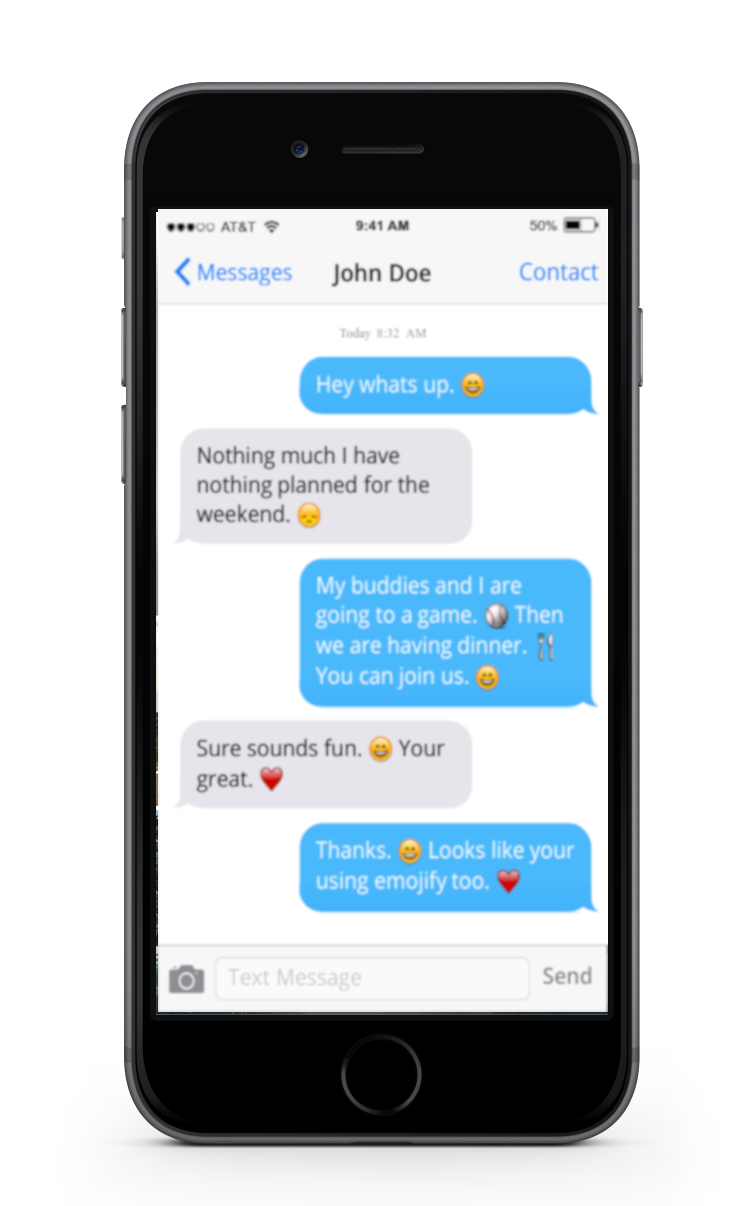 AT&T 9:41 AM 50%
Messages John Doe Contact
Today 8:32 AM
Hey whats up. 😄
Nothing much I have
nothing planned for the
weekend. 😞
My buddies and I are
going to a game. ⚾ Then
we are having dinner. 🍴
You can join us. 😄
Sure sounds fun. 😄 Your
great. ❤️
Thanks. 😄 Looks like your
using emojify too. ❤️
Text Message Send